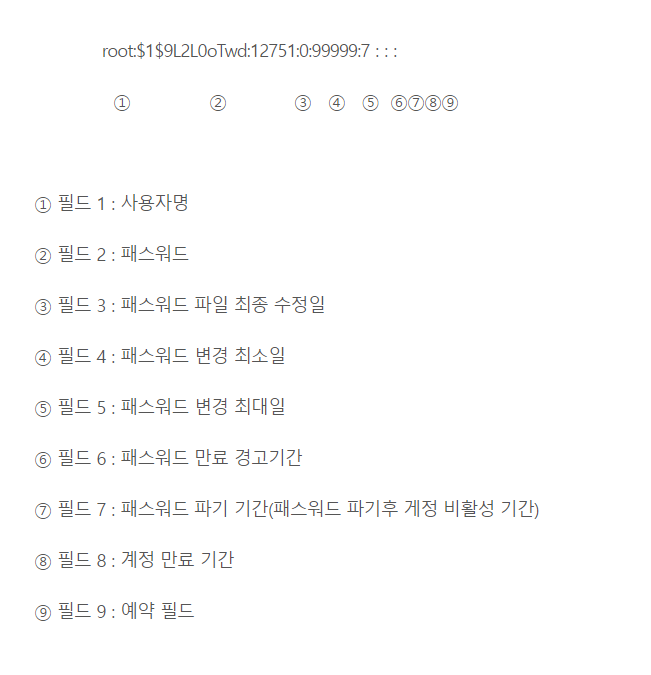 root:$1$9L2L0oTwd:12751:0:99999:7 : : :
① ② ③ ④ ⑤ ⑥⑦⑧⑨
① 필드 1 : 사용자명
② 필드 2 : 패스워드
③ 필드 3 : 패스워드 파일 최종 수정일
④ 필드 4 : 패스워드 변경 최소일
⑤ 필드 5 : 패스워드 변경 최대일
⑥ 필드 6 : 패스워드 만료 경고기간
⑦ 필드 7 : 패스워드 파기 기간(패스워드 파기후 게정 비활성 기간)
⑧ 필드 8 : 계정 만료 기간
⑨ 필드 9 : 예약 필드